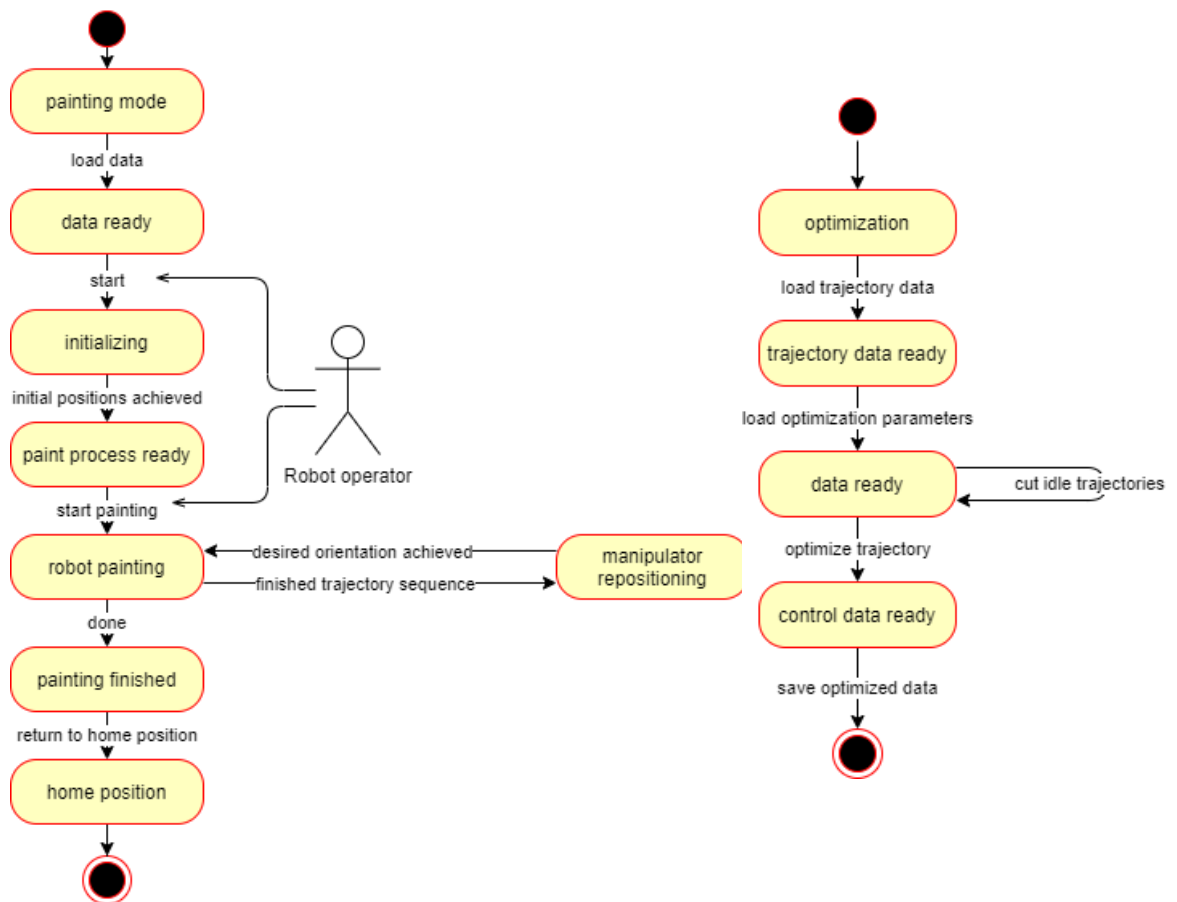 painting mode
load data
data ready
start
initializing
initial positions achieved
paint process ready
start painting
robot painting
done
painting finished
return to home position
home position
Robot operator
desired orientation achieved
finished trajectory sequence
manipulator
repositioning
optimization
load trajectory data
trajectory data ready
load optimization parameters
data ready
cut idle trajectories
optimize trajectory
control data ready
save optimized data